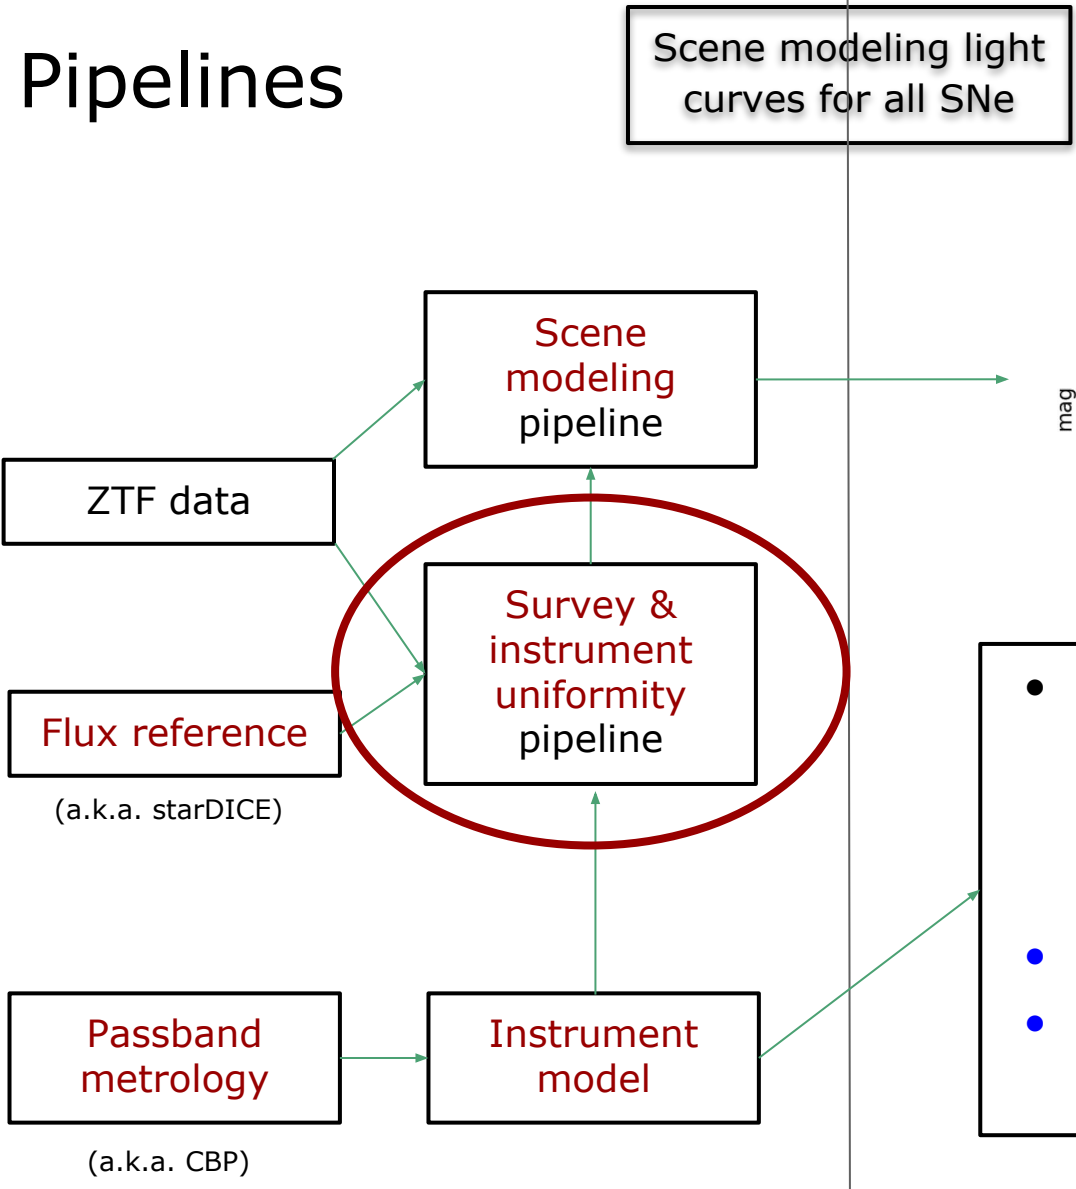 Pipelines
Scene modeling light
curves for all SNe
Scene
modeling
pipeline
mag
ZTF data
Survey &
instrument
uniformity
pipeline
Flux reference
(a.k.a. starDICE)
Passband
metrology
Instrument
model
(a.k.a. CBP)